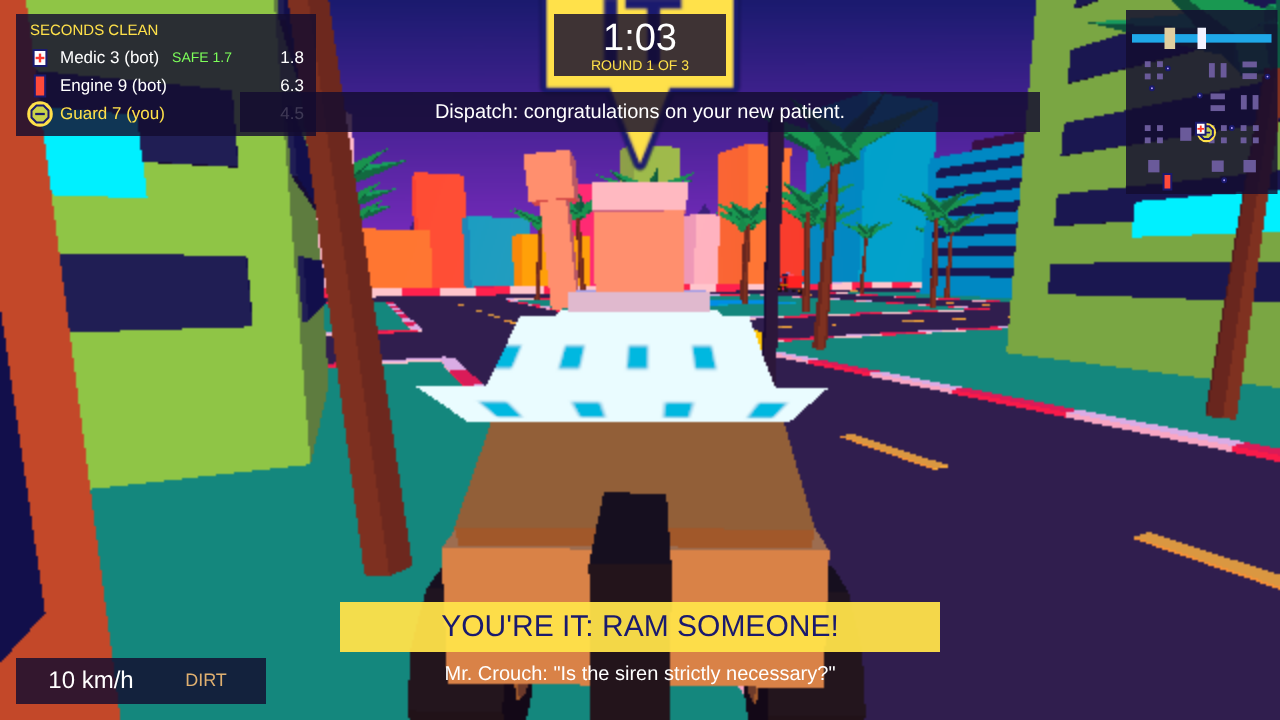 SECONDS CLEAN
Medic 3 (bot) SAFE 1.7 1.8
Engine 9 (bot) 6.3
Guard 7 (you) 4.5
IT
1:03
ROUND 1 OF 3
Dispatch: congratulations on your new patient.
YOU'RE IT: RAM SOMEONE!
Mr. Crouch: "Is the siren strictly necessary?"
10 km/h DIRT